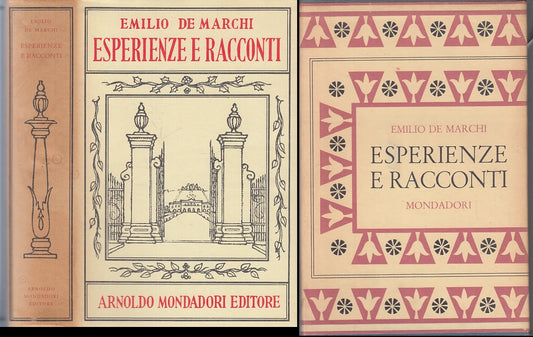 EMILIO
DE MARCHI
ESPERIENZE
E RACCONTI
ARNOLDO
MONDADORI
EDITORE
EMILIO DE MARCHI
ESPERIENZE E RACCONTI
ARNOLDO MONDADORI EDITORE
EMILIO DE MARCHI
ESPERIENZE
E RACCONTI
MONDADORI